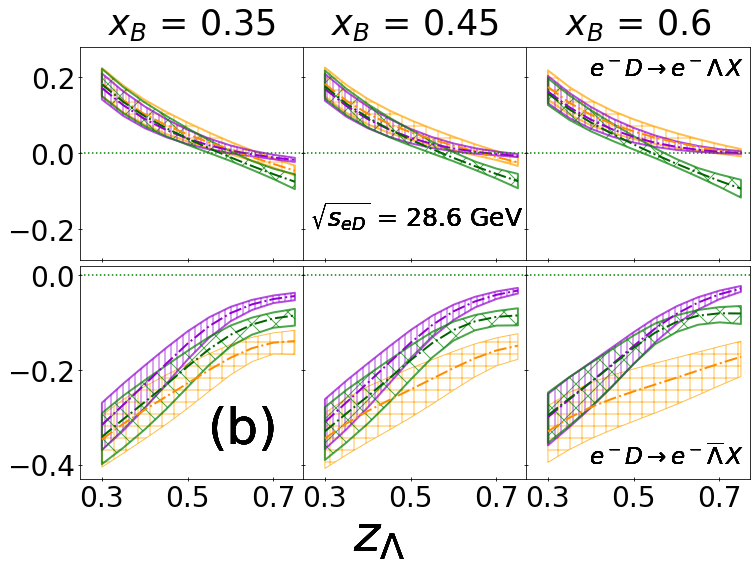 x_B = 0.35 x_B = 0.45 x_B = 0.6
0.2
0.0
−0.2
e⁻D → e⁻ΛX
√s_{eD} = 28.6 GeV
0.0
−0.2
−0.4
(b)
e⁻D → e⁻Λ̅X
0.3 0.5 0.7 0.3 0.5 0.7 0.3 0.5 0.7
z_Λ